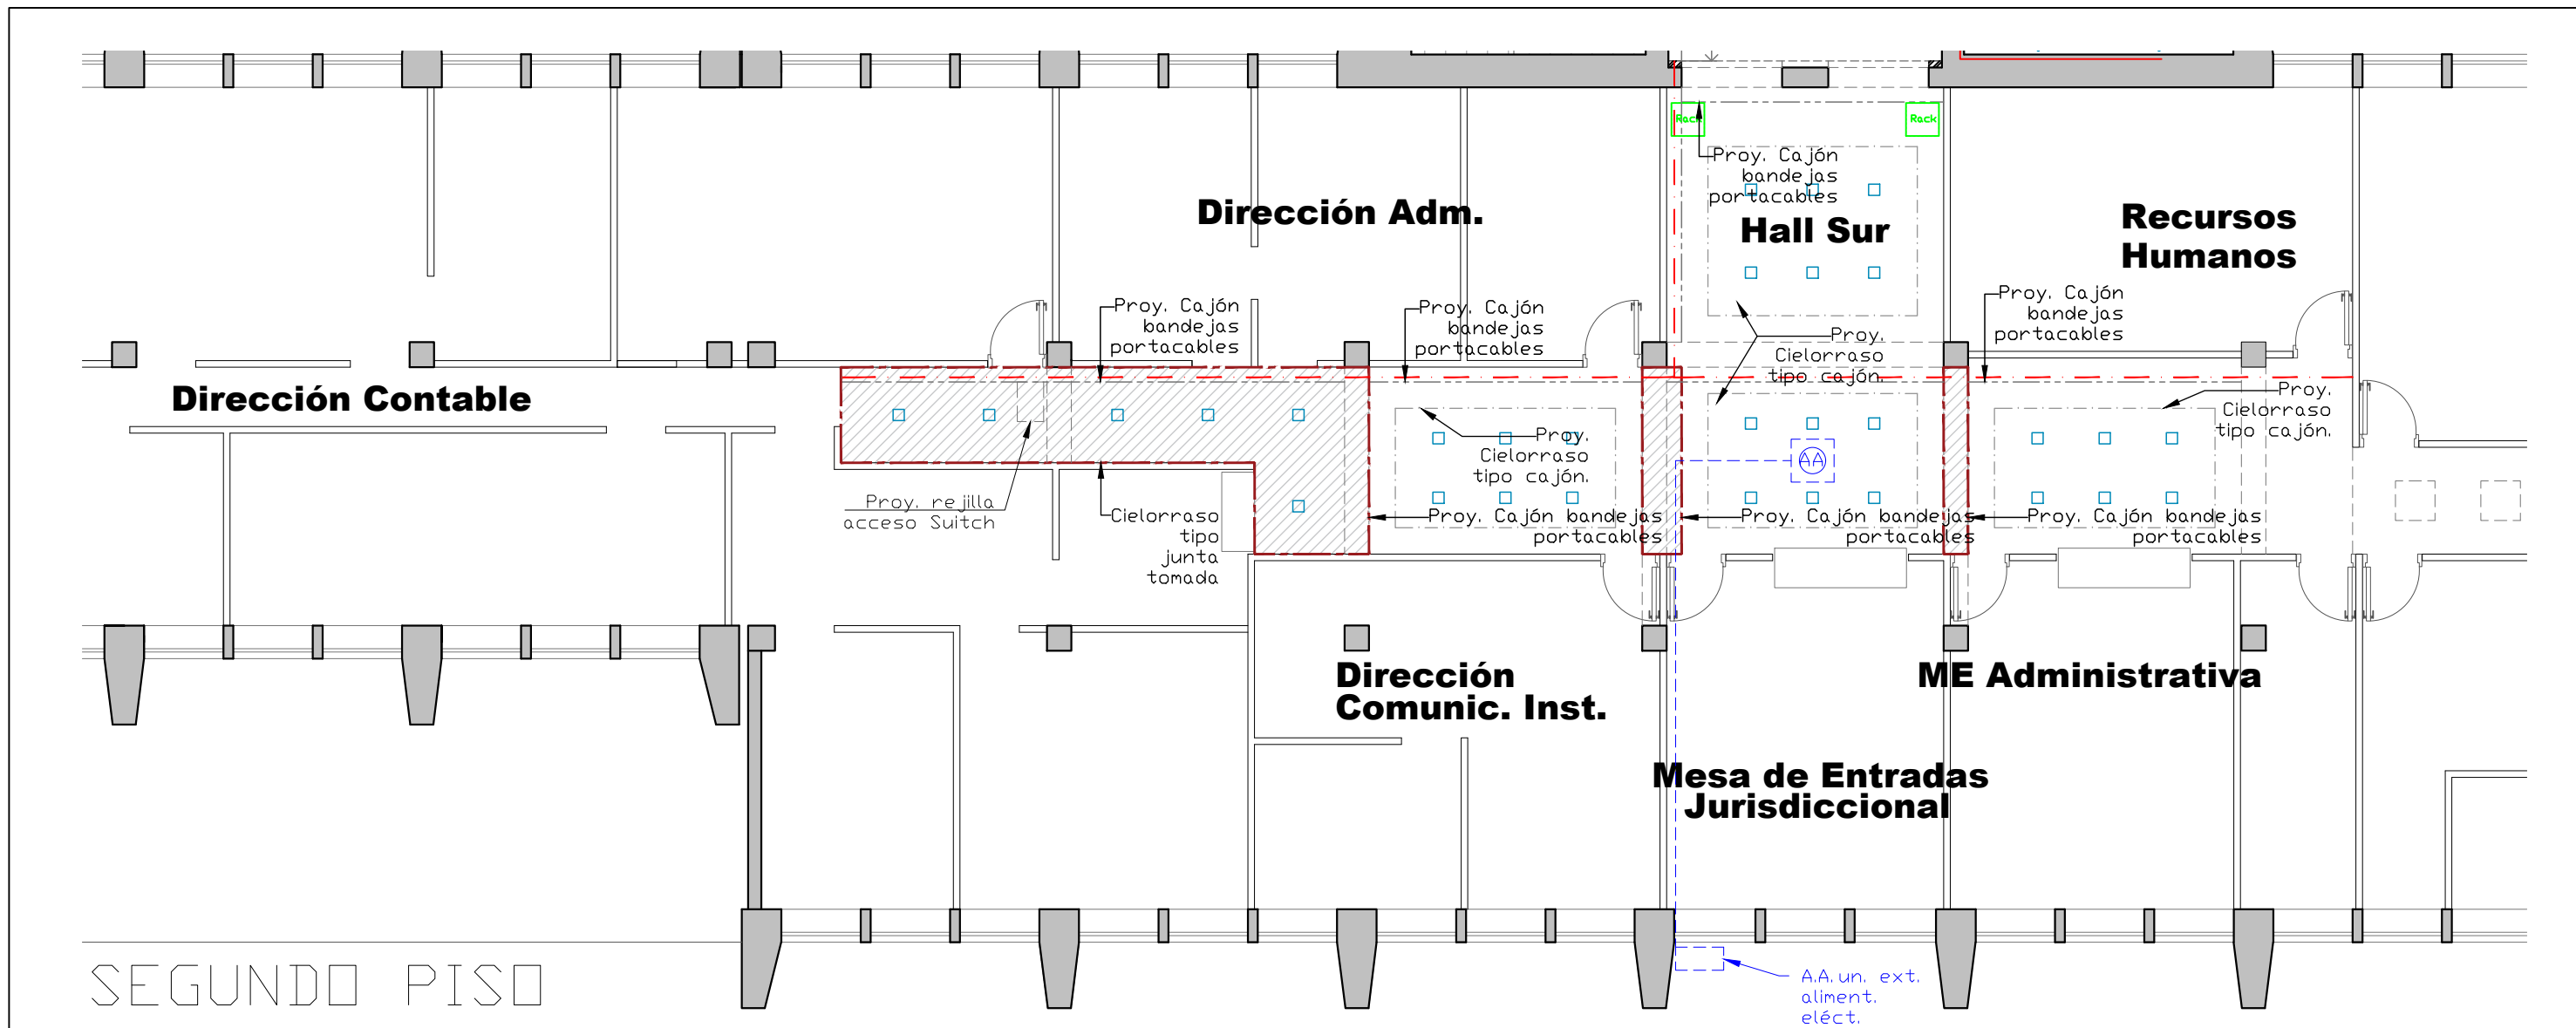 Rack
Rack
Proy. Cajón
bandejas
portacables
Dirección Adm.
Hall Sur
Recursos
Humanos
Proy. Cajón
bandejas
portacables
Proy. Cajón
bandejas
portacables
Proy.
Cielorraso
tipo cajón.
Proy. Cajón
bandejas
portacables
Dirección Contable
Proy.
Cielorraso
tipo cajón.
Proy.
Cielorraso
tipo cajón.
AA
Proy. rejilla
acceso Suitch
Cielorraso
tipo
junta
tomada
Proy. Cajón bandejas
portacables
Proy. Cajón bandejas
portacables
Proy. Cajón bandejas
portacables
Dirección
Comunic. Inst.
ME Administrativa
Mesa de Entradas
Jurisdiccional
SEGUNDO PISO
A.A. un. ext.
aliment.
eléct.